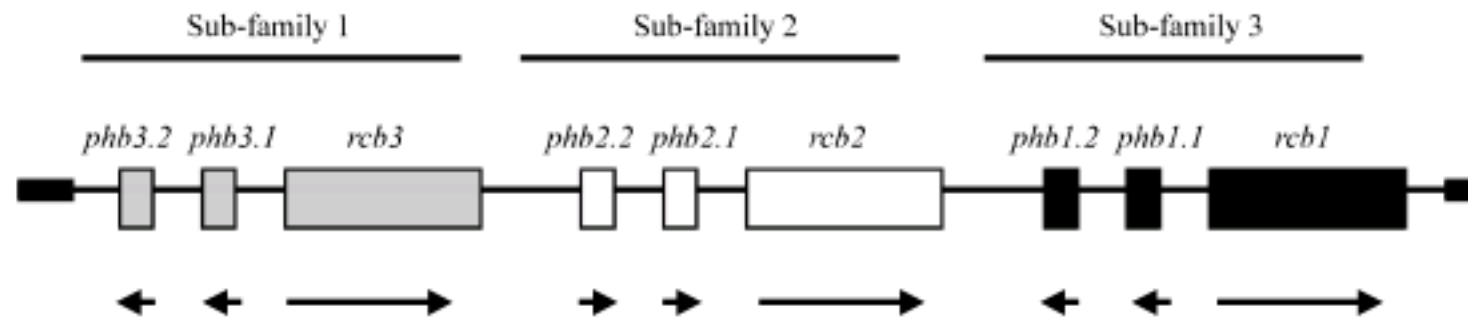 Sub-family 1 Sub-family 2 Sub-family 3
phb3.2 phb3.1 rcb3 phb2.2 phb2.1 rcb2 phb1.2 phb1.1 rcb1